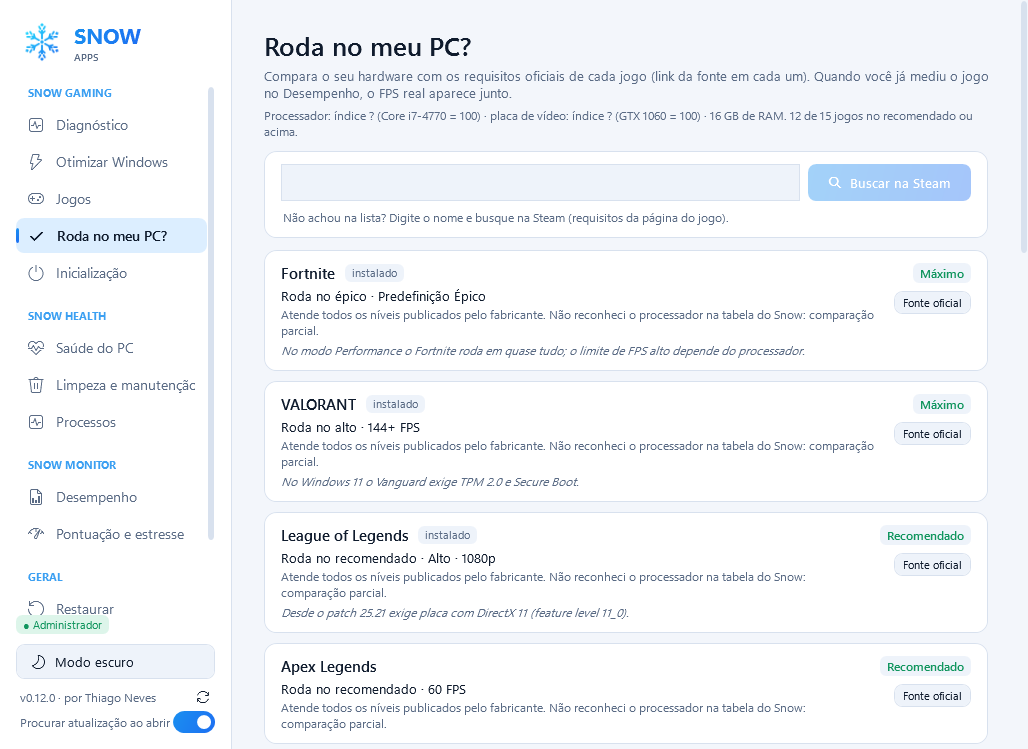 SNOW
APPS
SNOW GAMING
Diagnóstico
Otimizar Windows
Jogos
Roda no meu PC?
Inicialização
SNOW HEALTH
Saúde do PC
Limpeza e manutençãc
Processos
SNOW MONITOR
Desempenho
Pontuação e estresse
GERAL
Restaurar
● Administrador
Modo escuro
v0.12.0 · por Thiago Neves
Procurar atualização ao abrir
Roda no meu PC?
Compara o seu hardware com os requisitos oficiais de cada jogo (link da fonte em cada um). Quando você já mediu o jogo
no Desempenho, o FPS real aparece junto.
Processador: índice ? (Core i7-4770 = 100) · placa de vídeo: índice ? (GTX 1060 = 100) · 16 GB de RAM. 12 de 15 jogos no recomendado ou
acima.
Buscar na Steam
Não achou na lista? Digite o nome e busque na Steam (requisitos da página do jogo).
Fortnite instalado Máximo
Roda no épico · Predefinição Épico Fonte oficial
Atende todos os níveis publicados pelo fabricante. Não reconheci o processador na tabela do Snow: comparação
parcial.
No modo Performance o Fortnite roda em quase tudo; o limite de FPS alto depende do processador.
VALORANT instalado Máximo
Roda no alto · 144+ FPS Fonte oficial
Atende todos os níveis publicados pelo fabricante. Não reconheci o processador na tabela do Snow: comparação
parcial.
No Windows 11 o Vanguard exige TPM 2.0 e Secure Boot.
League of Legends instalado Recomendado
Roda no recomendado · Alto · 1080p Fonte oficial
Atende todos os níveis publicados pelo fabricante. Não reconheci o processador na tabela do Snow:
comparação parcial.
Desde o patch 25.21 exige placa com DirectX 11 (feature level 11_0).
Apex Legends Recomendado
Roda no recomendado · 60 FPS Fonte oficial
Atende todos os níveis publicados pelo fabricante. Não reconheci o processador na tabela do Snow:
comparação parcial.